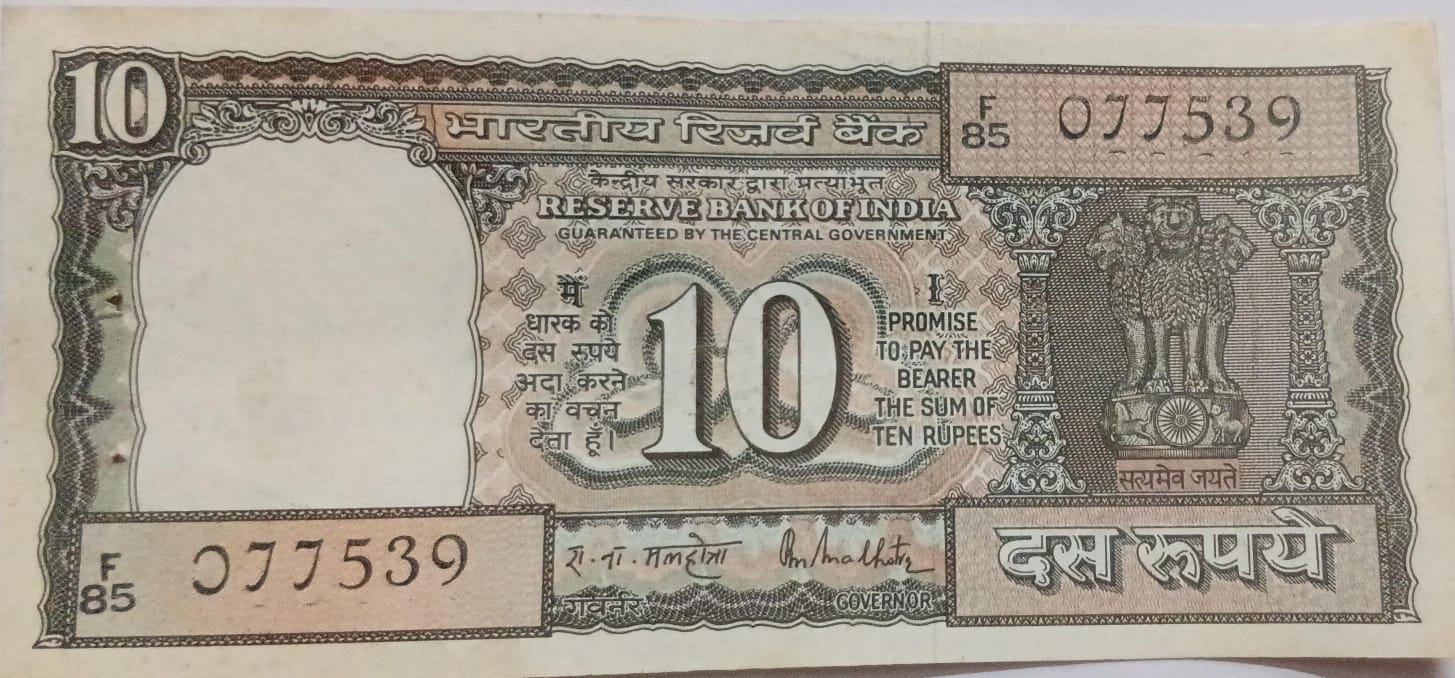 10
भारतीय रिज़र्व बैंक
F
85 077539
केन्द्रीय सरकार द्वारा प्रत्याभूत
RESERVE BANK OF INDIA
GUARANTEED BY THE CENTRAL GOVERNMENT
मैं
धारक को
दस रुपये
अदा करने
का वचन
देता हूँ।
10
I
PROMISE
TO PAY THE
BEARER
THE SUM OF
TEN RUPEES
सत्यमेव जयते
F
85 077539
रा. ना. मलहोत्रा
RnMalhotra
गवर्नर
GOVERNOR
दस रुपये